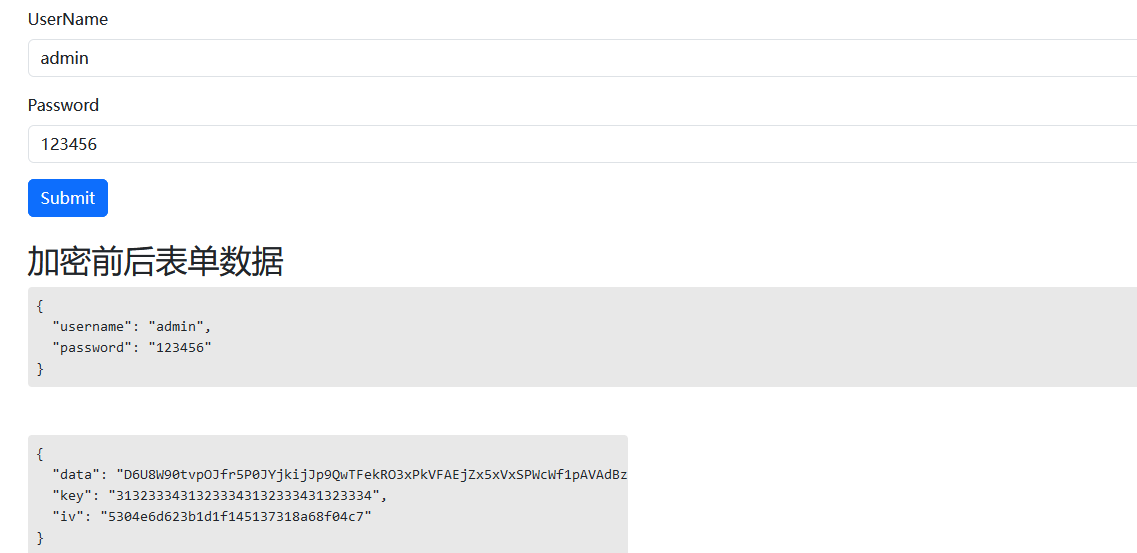 UserName
admin
Password
123456
Submit
加密前后表单数据
{
"username": "admin",
"password": "123456"
}
{
"data": "D6U8W90tvpOJfr5P0JYjkijJp9QwTFekRO3xPkVFAEjZx5xVxSPWcWf1pAVAdBz
"key": "31323334313233343132333431323334",
"iv": "5304e6d623b1d1f145137318a68f04c7"
}